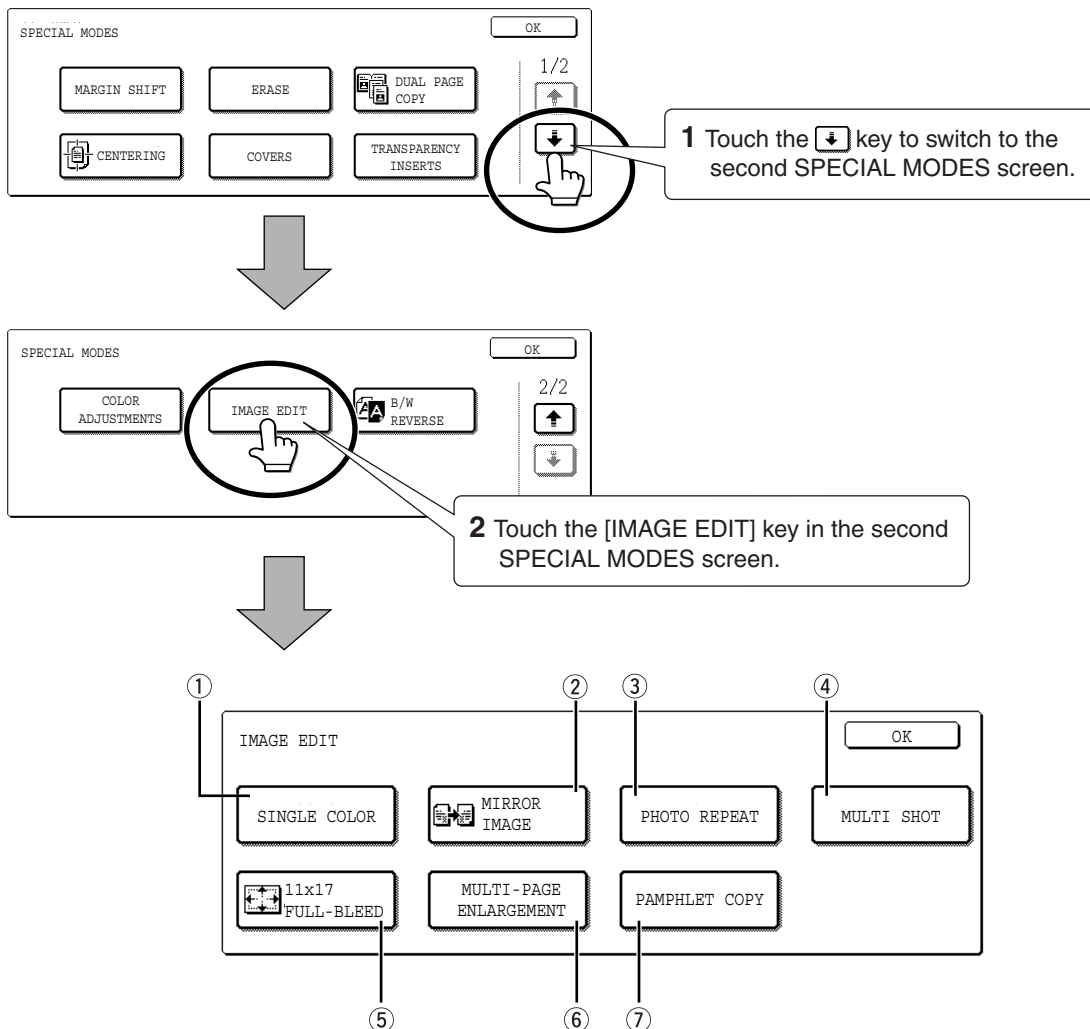 SPECIAL MODES
OK
MARGIN SHIFT
ERASE
DUAL PAGE
COPY
1/2
CENTERING
COVERS
TRANSPARENCY
INSERTS
1 Touch the key to switch to the
second SPECIAL MODES screen.
SPECIAL MODES
OK
COLOR
ADJUSTMENTS
IMAGE EDIT
A A B/W
REVERSE
2/2
2 Touch the [IMAGE EDIT] key in the second
SPECIAL MODES screen.
① ② ③ ④
IMAGE EDIT
OK
SINGLE COLOR
MIRROR
IMAGE
PHOTO REPEAT
MULTI SHOT
11x17
FULL-BLEED
MULTI-PAGE
ENLARGEMENT
PAMPHLET COPY
⑤ ⑥ ⑦